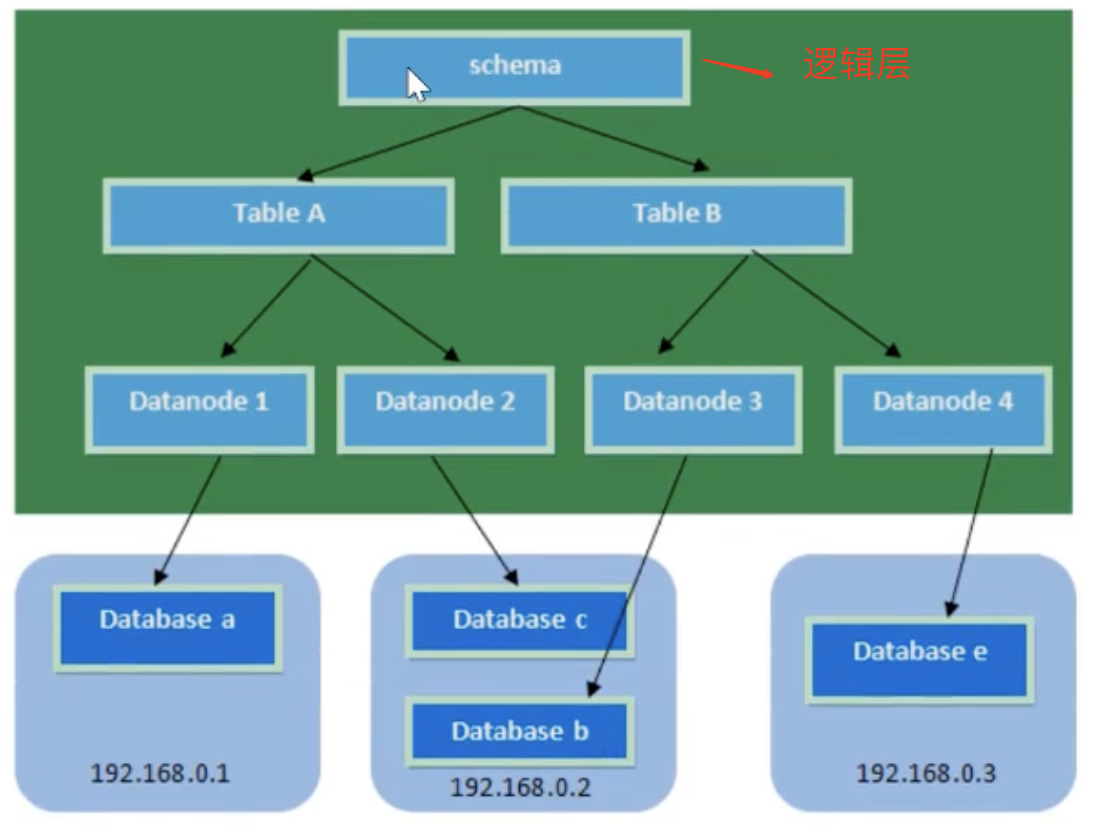 schema
逻辑层
Table A
Table B
Datanode 1
Datanode 2
Datanode 3
Datanode 4
Database a
Database c
Database e
Database b
192.168.0.1
192.168.0.2
192.168.0.3